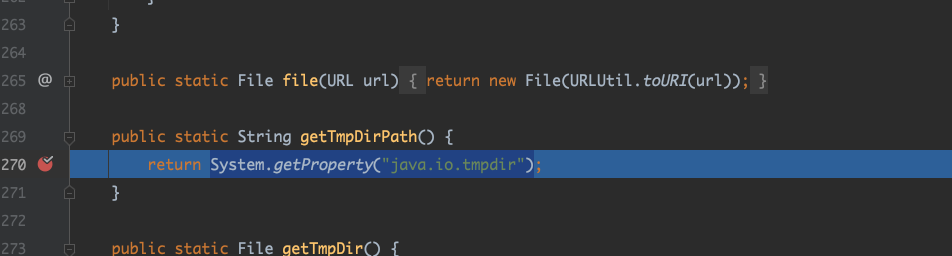 262 }
263 }
264
265 @ public static File file(URL url) { return new File(URLUtil.toURI(url)); }
268
269 public static String getTmpDirPath() {
270 return System.getProperty("java.io.tmpdir");
271 }
272
273 public static File getTmpDir() {